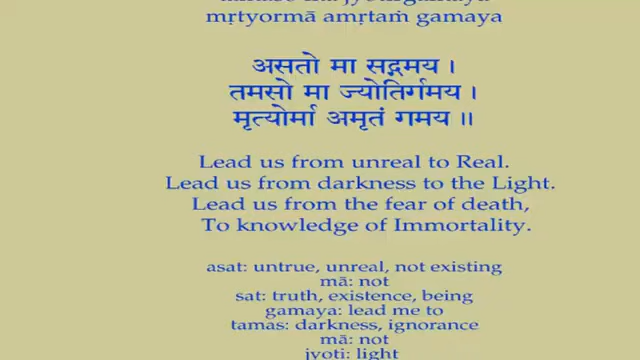 mṛtyormā amṛtaṁ gamaya
असतो मा सद्गमय ।
तमसो मा ज्योतिर्गमय ।
मृत्योर्मा अमृतं गमय ॥
Lead us from unreal to Real.
Lead us from darkness to the Light.
Lead us from the fear of death,
To knowledge of Immortality.
asat: untrue, unreal, not existing
mā: not
sat: truth, existence, being
gamaya: lead me to
tamas: darkness, ignorance
mā: not
jyoti: light